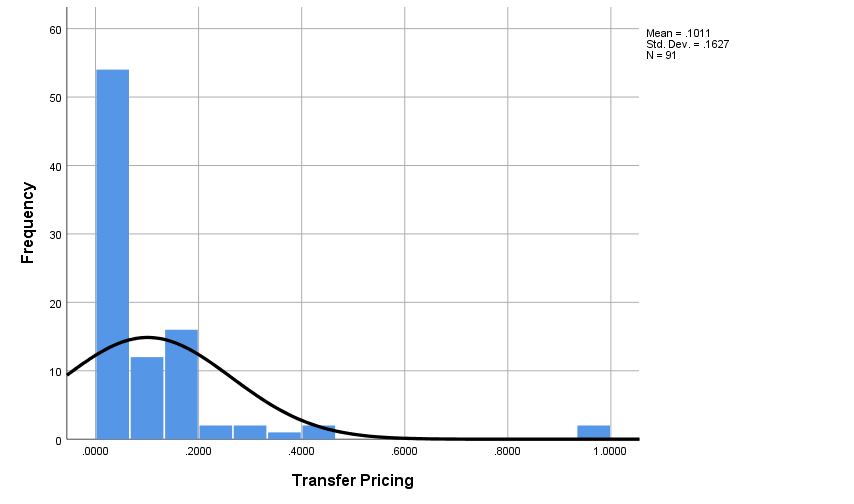 Mean = .1011
Std. Dev. = .1627
N = 91
60
50
40
30
20
10
0
Frequency
.0000 .2000 .4000 .6000 .8000 1.0000
Transfer Pricing